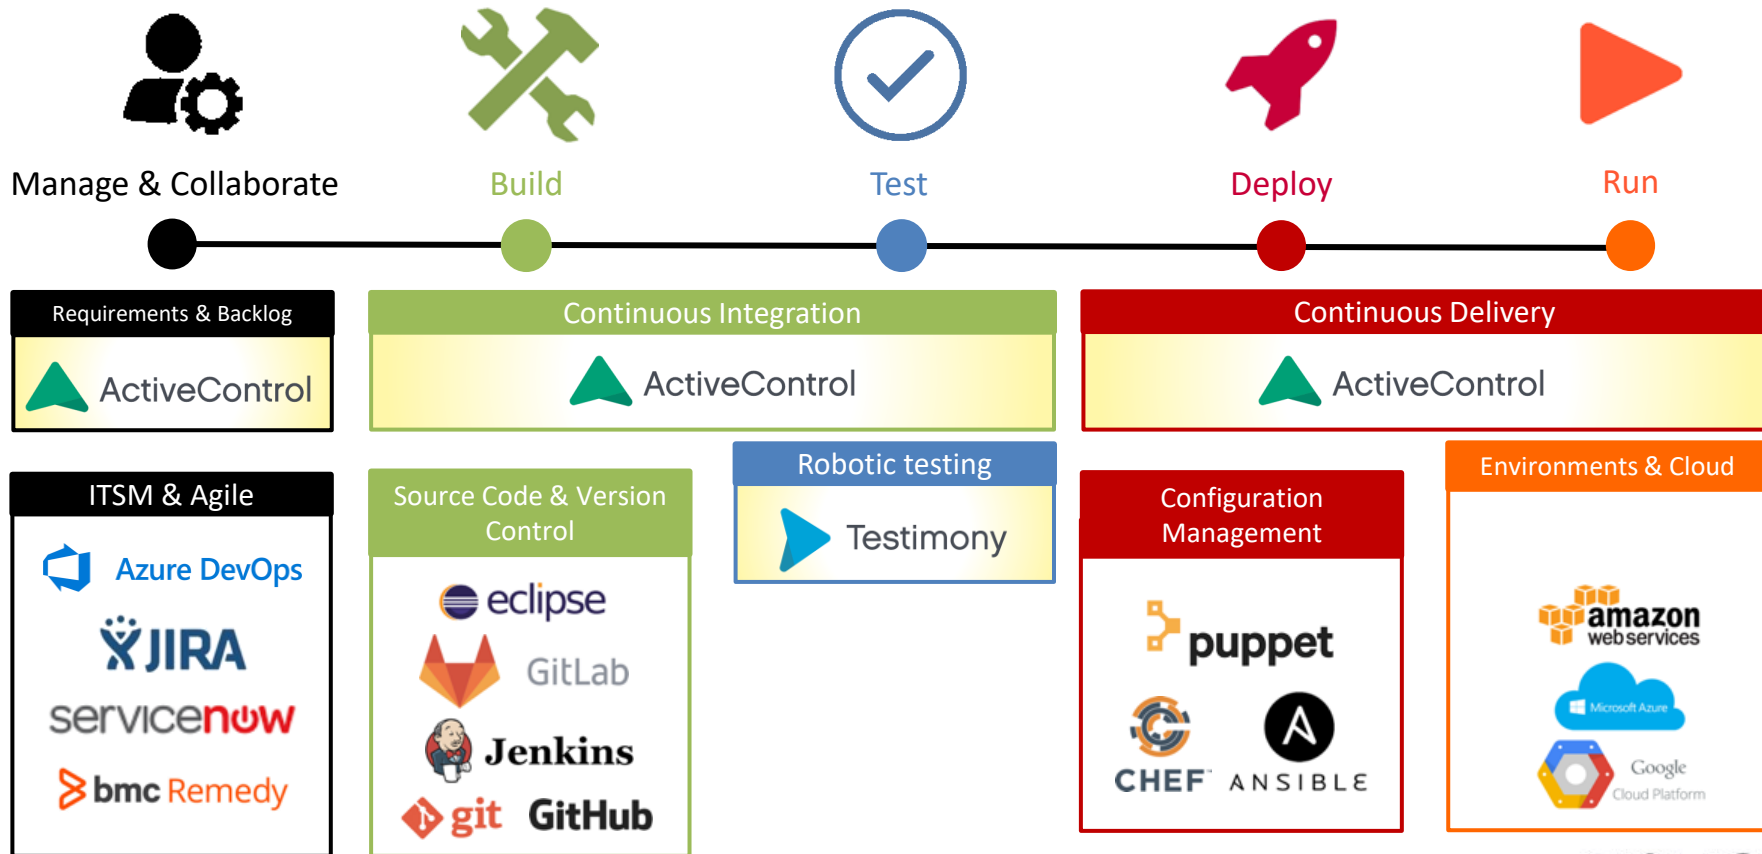 Manage & Collaborate
Build
Test
Deploy
Run
Requirements & Backlog
ActiveControl
Continuous Integration
ActiveControl
Continuous Delivery
ActiveControl
ITSM & Agile
Azure DevOps
JIRA
servicenow
bmc Remedy
Source Code & Version
Control
eclipse
GitLab
Jenkins
git GitHub
Robotic testing
Testimony
Configuration
Management
puppet
CHEF ANSIBLE
Environments & Cloud
amazon
webservices
Microsoft Azure
Google
Cloud Platform